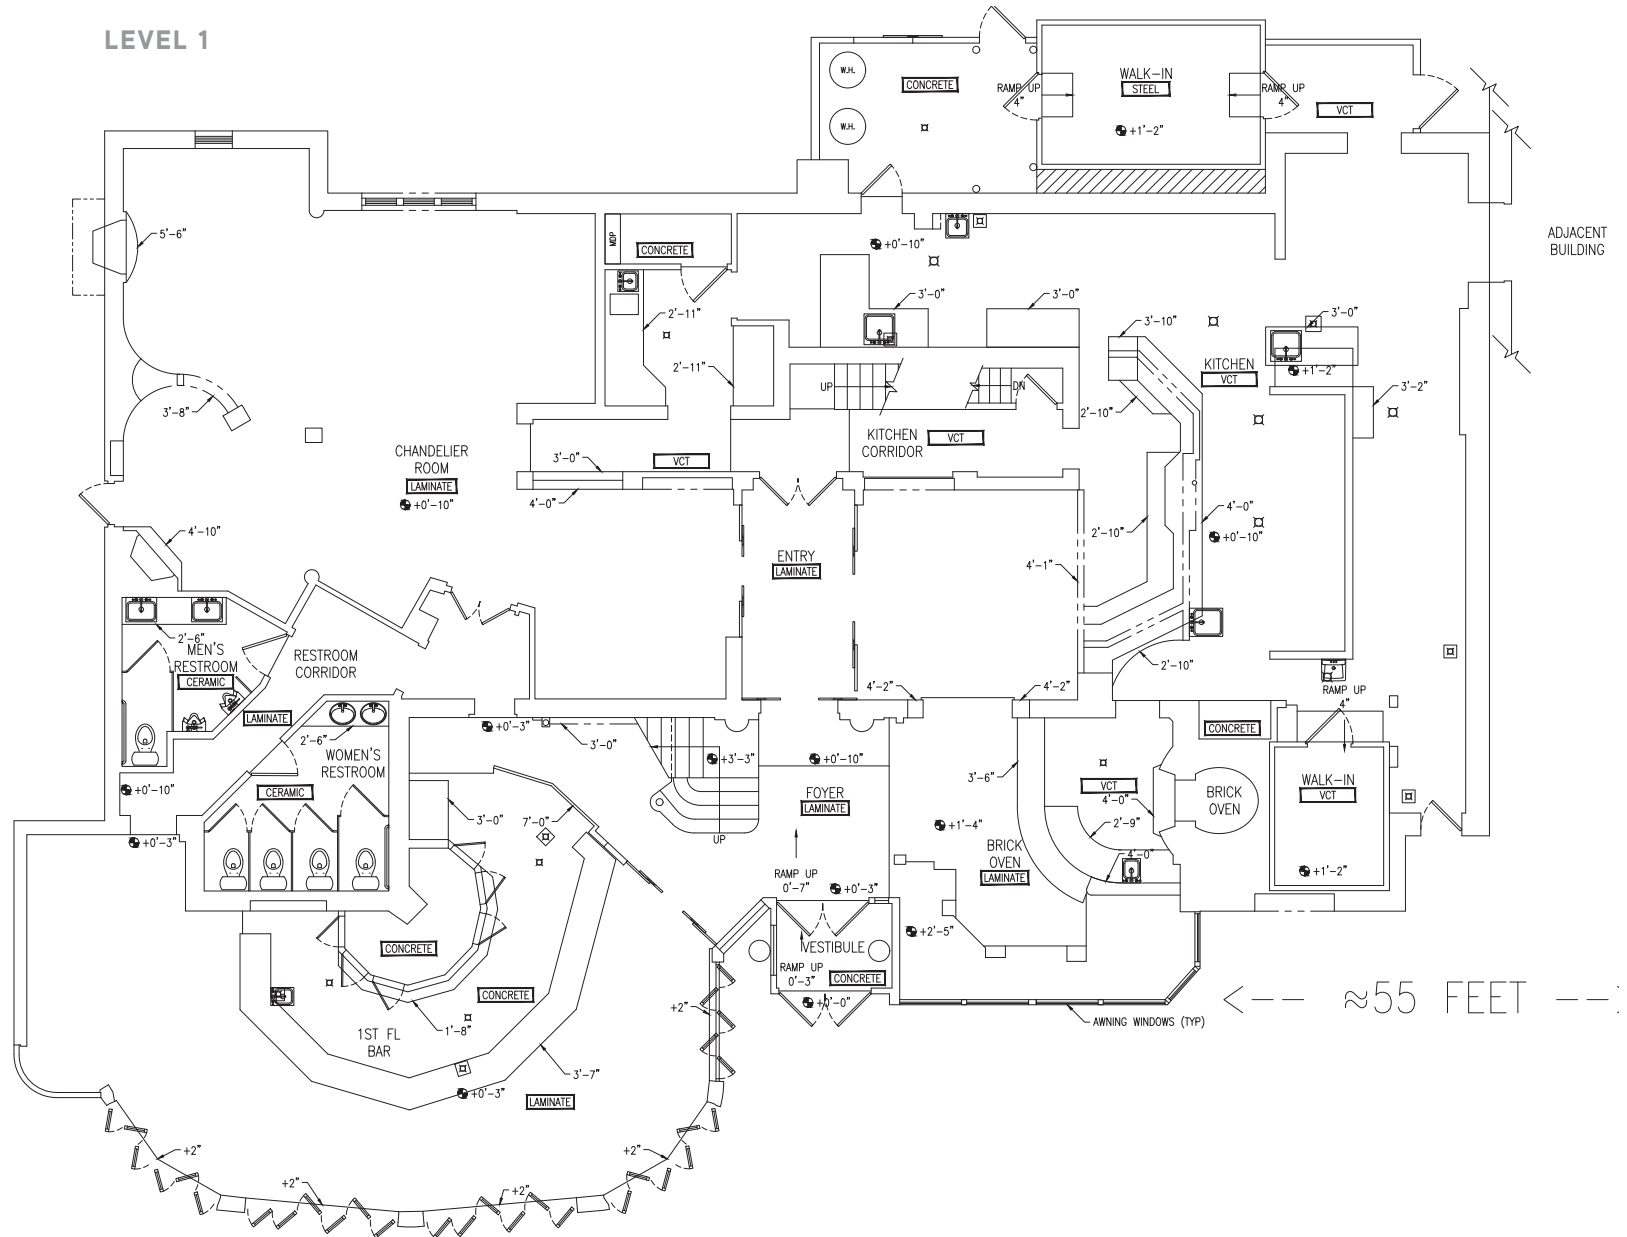 LEVEL 1
W.H.
W.H.
CONCRETE
RAMP UP
4"
WALK-IN
STEEL
+1'-2"
RAMP UP
4"
VCT
ADJACENT
BUILDING
5'-6"
MDP
CONCRETE
+0'-10"
2'-11"
3'-0"
3'-0"
3'-10"
3'-0"
KITCHEN
VCT
+1'-2"
3'-2"
2'-11"
UP
DN
2'-10"
3'-8"
KITCHEN
CORRIDOR
VCT
CHANDELIER
ROOM
LAMINATE
+0'-10"
3'-0"
VCT
4'-0"
4'-0"
+0'-10"
2'-10"
4'-10"
ENTRY
LAMINATE
4'-1"
2'-6"
MEN'S
RESTROOM
CERAMIC
RESTROOM
CORRIDOR
LAMINATE
2'-10"
4'-2"
4'-2"
RAMP UP
4"
CONCRETE
+0'-3"
3'-0"
2'-6"
WOMEN'S
RESTROOM
CERAMIC
+3'-3"
+0'-10"
+0'-10"
FOYER
LAMINATE
3'-6"
VCT
4'-0"
BRICK
OVEN
WALK-IN
VCT
3'-0"
7'-0"
UP
+1'-4"
2'-9"
+0'-3"
BRICK
OVEN
LAMINATE
4'-0"
RAMP UP
0'-7"
+0'-3"
+1'-2"
+2'-5"
VESTIBULE
CONCRETE
RAMP UP
0'-3"
CONCRETE
CONCRETE
+0'-0"
+2"
AWNING WINDOWS (TYP)
≈55 FEET
1'-8"
1ST FL
BAR
3'-7"
+0'-3"
LAMINATE
+2"
+2"
+2"